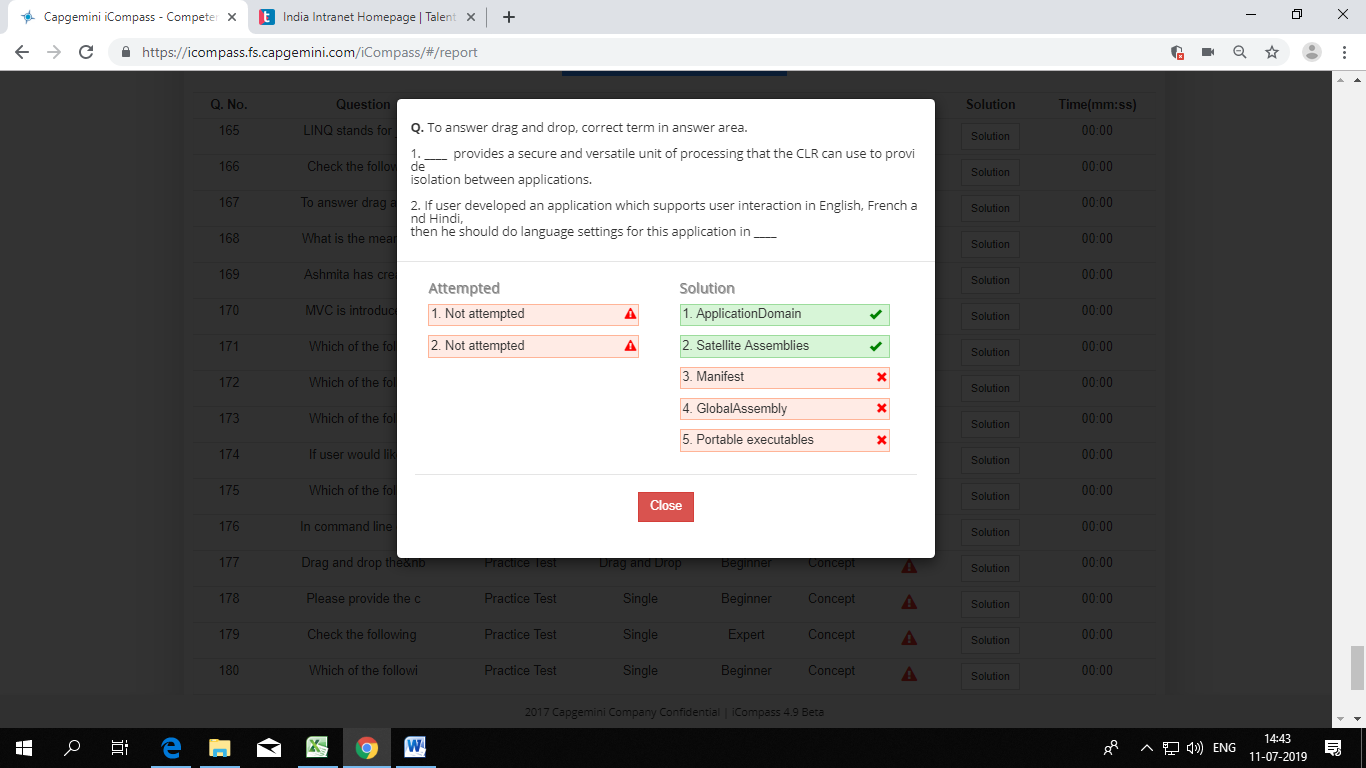 Capgemini iCompass - Competen
India Intranet Homepage | Talent
https://icompass.fs.capgemini.com/iCompass/#/report
Q. No. Question Solution Time(mm:ss)
165 LINQ stands for Solution 00:00
166 Check the follow Solution 00:00
167 To answer drag a Solution 00:00
168 What is the mean Solution 00:00
169 Ashmita has crea Solution 00:00
170 MVC is introduce Solution 00:00
171 Which of the fol Solution 00:00
172 Which of the fol Solution 00:00
173 Which of the fol Solution 00:00
174 If user would lik Solution 00:00
175 Which of the fol Solution 00:00
176 In command line Solution 00:00
177 Drag and drop the&nb Practice Test Drag and Drop Beginner Concept Solution 00:00
178 Please provide the c Practice Test Single Beginner Concept Solution 00:00
179 Check the following Practice Test Single Expert Concept Solution 00:00
180 Which of the followi Practice Test Single Beginner Concept Solution 00:00
Q. To answer drag and drop, correct term in answer area.
1. ____ provides a secure and versatile unit of processing that the CLR can use to provi
de
isolation between applications.
2. If user developed an application which supports user interaction in English, French a
nd Hindi,
then he should do language settings for this application in ____
Attempted Solution
1. Not attempted 1. ApplicationDomain
2. Not attempted 2. Satellite Assemblies
3. Manifest
4. GlobalAssembly
5. Portable executables
Close
2017 Capgemini Company Confidential | iCompass 4.9 Beta
ENG
14:43
11-07-2019